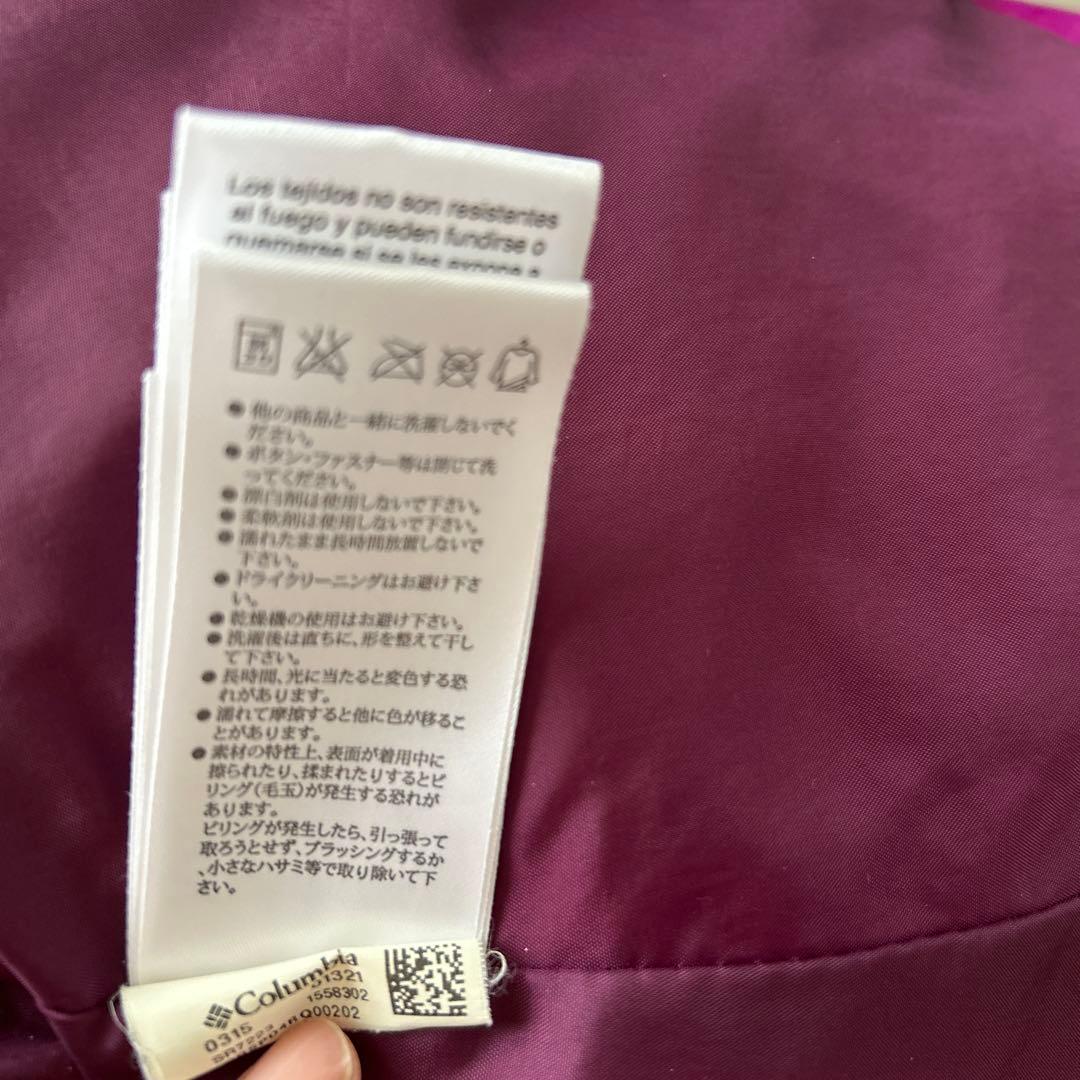 Los tejidos no son resistentes
al fuego y pueden fundirse o
quemarse si se les expone a
● 他の商品と一緒に洗濯しないでく
ださい。
● ボタン・ファスナー等は閉じて洗
ってください。
● 漂白剤は使用しないで下さい。
● 柔軟剤は使用しないで下さい。
● 濡れたまま長時間放置しないで
下さい。
● ドライクリーニングはお避け下さ
い。
● 乾燥機の使用はお避け下さい。
● 洗濯後は直ちに、形を整えて干し
て下さい。
● 長時間、光に当たると変色する恐
れがあります。
● 濡れて摩擦すると他に色が移るこ
とがあります。
● 素材の特性上、表面が着用中に
擦られたり、揉まれたりするとピ
リング(毛玉)が発生する恐れが
あります。
ピリングが発生したら、引っ張って
取ろうとせず、ブラッシングするか
、小さなハサミ等で取り除いて下
さい。
Columbia
1321
1558302
0315
Q00202